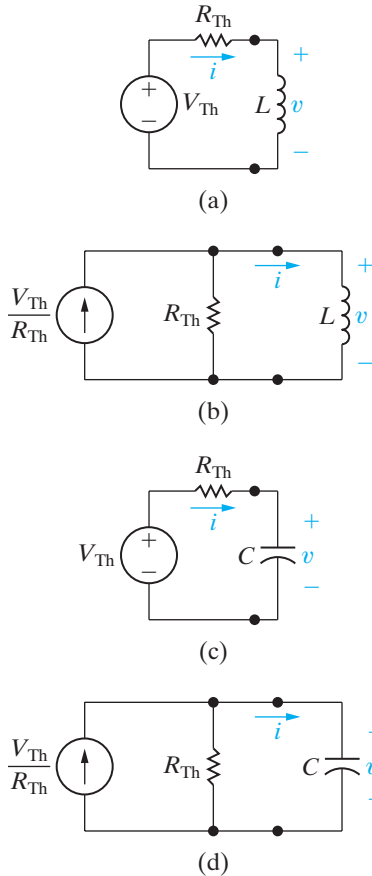 R_Th
i
+
+
−
V_Th
L
v
−
(a)
V_Th
R_Th
R_Th
i
+
L
v
−
(b)
R_Th
i
+
−
V_Th
+
C
v
−
(c)
V_Th
R_Th
R_Th
i
+
C
v
+
(d)